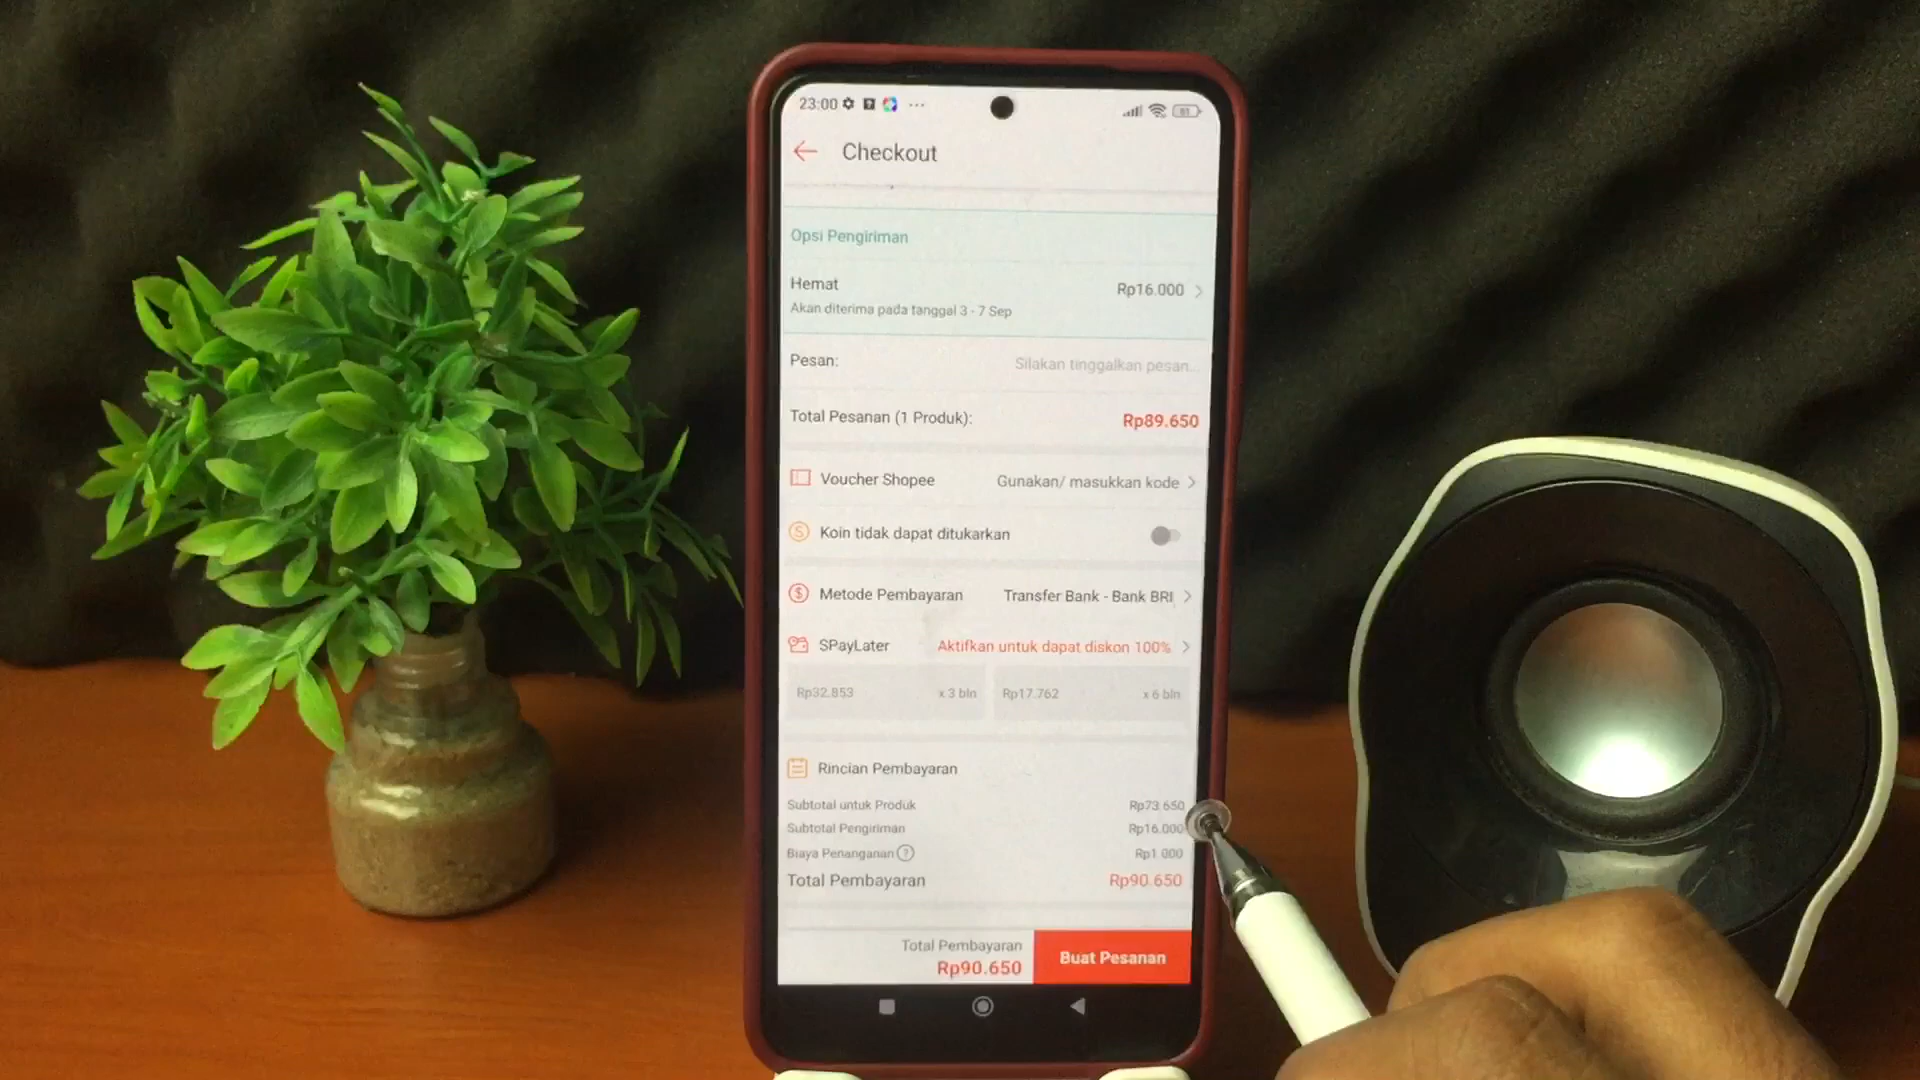 23:00
Checkout
Opsi Pengiriman
Hemat Rp16.000
Akan diterima pada tanggal 3 - 7 Sep
Pesan: Silakan tinggalkan pesan...
Total Pesanan (1 Produk): Rp89.650
Voucher Shopee Gunakan/ masukkan kode
Koin tidak dapat ditukarkan
Metode Pembayaran Transfer Bank - Bank BRI
SPayLater Aktifkan untuk dapat diskon 100%
Rp32.853 x 3 bln Rp17.762 x 6 bln
Rincian Pembayaran
Subtotal untuk Produk Rp73.650
Subtotal Pengiriman Rp16.000
Biaya Penanganan ? Rp1.000
Total Pembayaran Rp90.650
Total Pembayaran
Rp90.650
Buat Pesanan